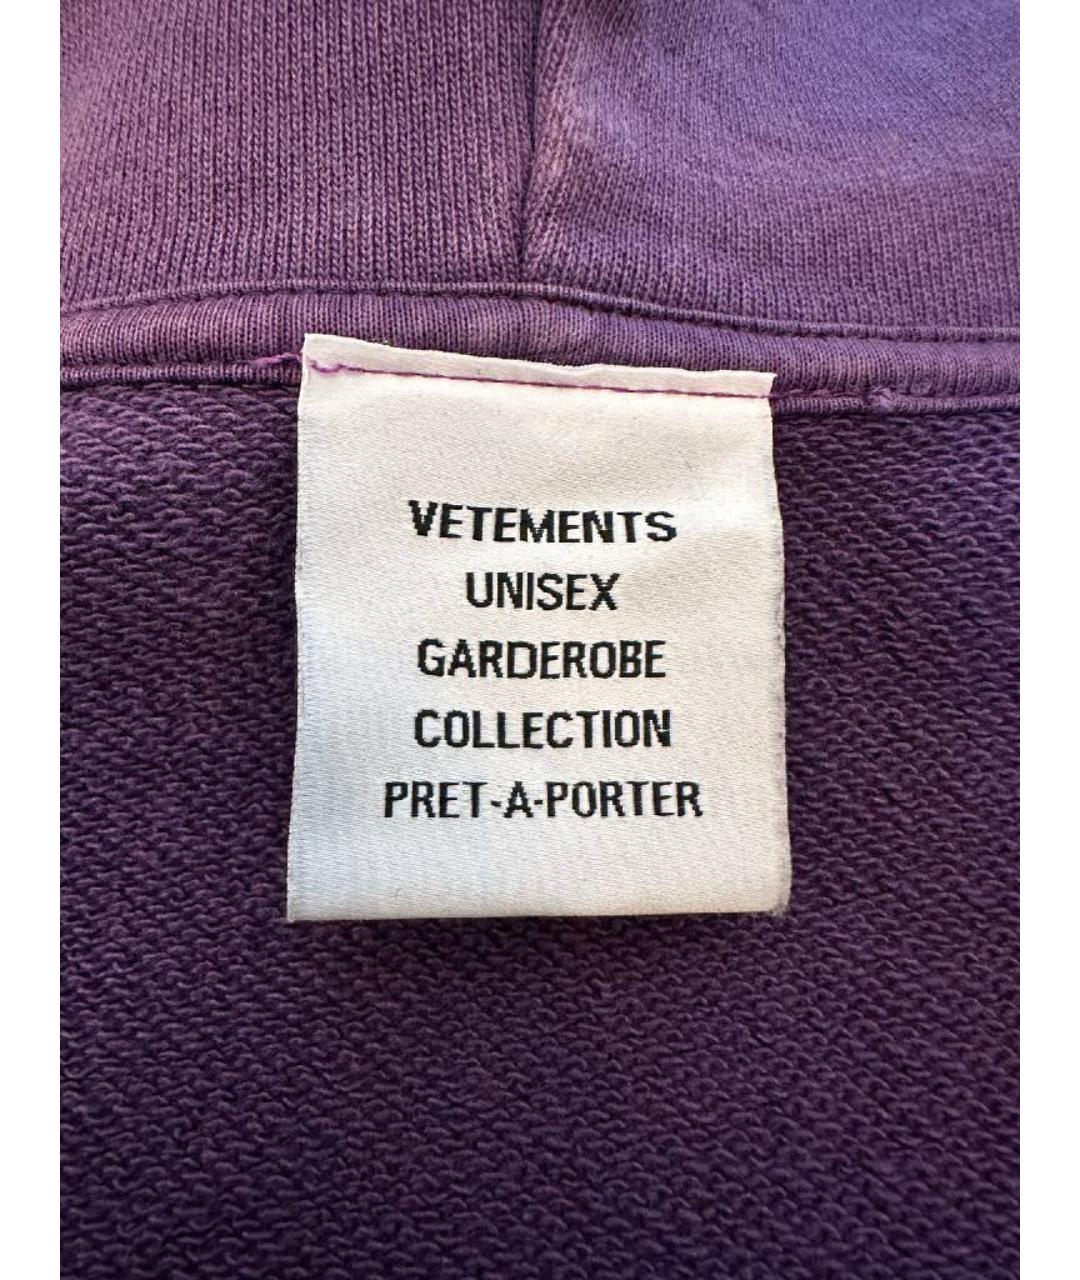 VETEMENTS
UNISEX
GARDEROBE
COLLECTION
PRET-A-PORTER